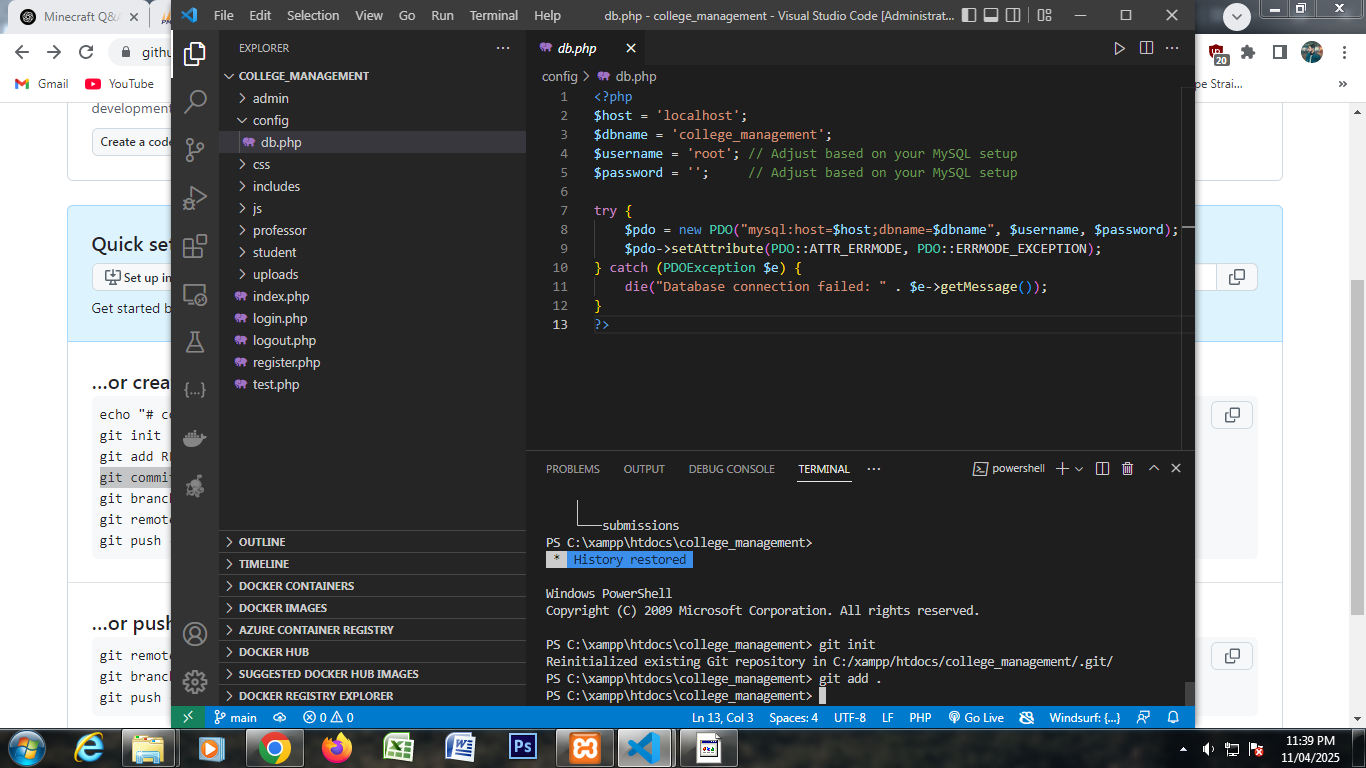 Minecraft Q&A
File Edit Selection View Go Run Terminal Help
db.php - college_management - Visual Studio Code [Administrat...
githu
20
Gmail
YouTube
pe Strai...
development
Create a code
Quick set
Set up in
Get started b
...or crea
echo "# co
git init
git add RE
git commit
git branch
git remote
git push
...or push
git remote
git branch
git push
EXPLORER
COLLEGE_MANAGEMENT
admin
config
db.php
css
includes
js
professor
student
uploads
index.php
login.php
logout.php
register.php
test.php
OUTLINE
TIMELINE
DOCKER CONTAINERS
DOCKER IMAGES
AZURE CONTAINER REGISTRY
DOCKER HUB
SUGGESTED DOCKER HUB IMAGES
DOCKER REGISTRY EXPLORER
db.php
config > db.php
1 <?php
2 $host = 'localhost';
3 $dbname = 'college_management';
4 $username = 'root'; // Adjust based on your MySQL setup
5 $password = '';     // Adjust based on your MySQL setup
6
7 try {
8     $pdo = new PDO("mysql:host=$host;dbname=$dbname", $username, $password);
9     $pdo->setAttribute(PDO::ATTR_ERRMODE, PDO::ERRMODE_EXCEPTION);
10 } catch (PDOException $e) {
11     die("Database connection failed: " . $e->getMessage());
12 }
13 ?>
PROBLEMS OUTPUT DEBUG CONSOLE TERMINAL
powershell
submissions
PS C:\xampp\htdocs\college_management>
* History restored
Windows PowerShell
Copyright (C) 2009 Microsoft Corporation. All rights reserved.
PS C:\xampp\htdocs\college_management> git init
Reinitialized existing Git repository in C:/xampp/htdocs/college_management/.git/
PS C:\xampp\htdocs\college_management> git add .
PS C:\xampp\htdocs\college_management>
main 0 0 Ln 13, Col 3 Spaces: 4 UTF-8 LF PHP Go Live Windsurf: {...}
Ps
11:39 PM
11/04/2025